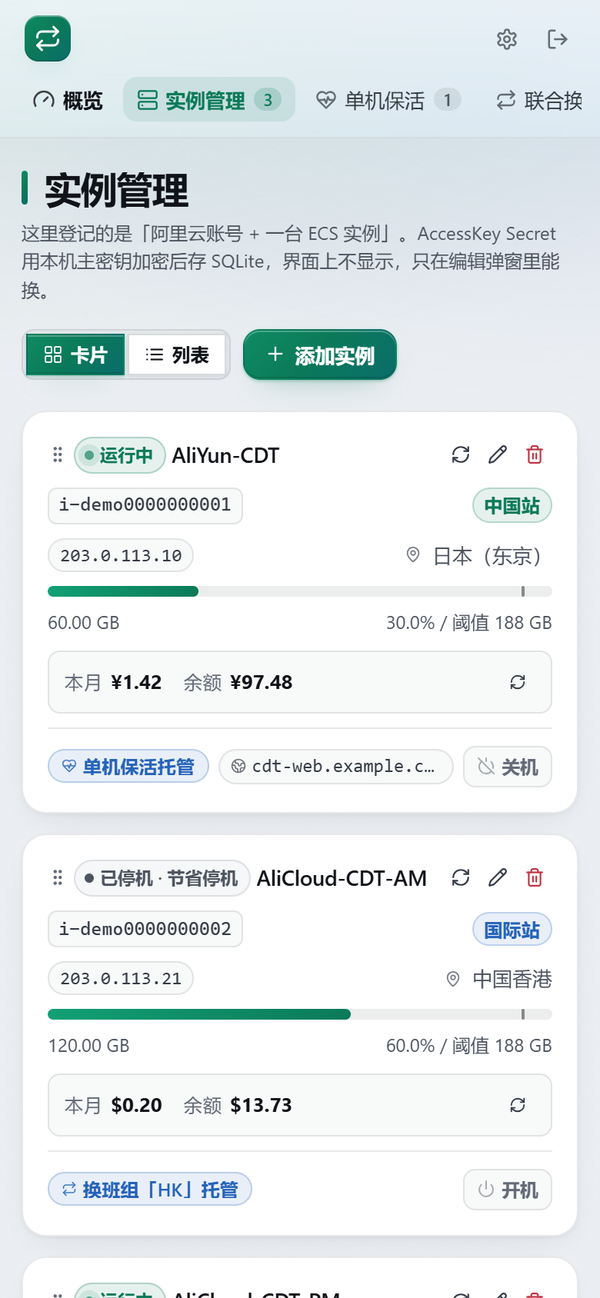 概览
实例管理 3
单机保活 1
联合换
实例管理
这里登记的是「阿里云账号 + 一台 ECS 实例」。AccessKey Secret
用本机主密钥加密后存 SQLite，界面上不显示，只在编辑弹窗里能
换。
卡片
列表
添加实例
运行中 AliYun-CDT
i-demo0000000001 中国站
203.0.113.10 日本（东京）
60.00 GB 30.0% / 阈值 188 GB
本月 ¥1.42 余额 ¥97.48
单机保活托管 cdt-web.example.c… 关机
已停机 · 节省停机 AliCloud-CDT-AM
i-demo0000000002 国际站
203.0.113.21 中国香港
120.00 GB 60.0% / 阈值 188 GB
本月 $0.20 余额 $13.73
换班组「HK」托管 开机
运行中